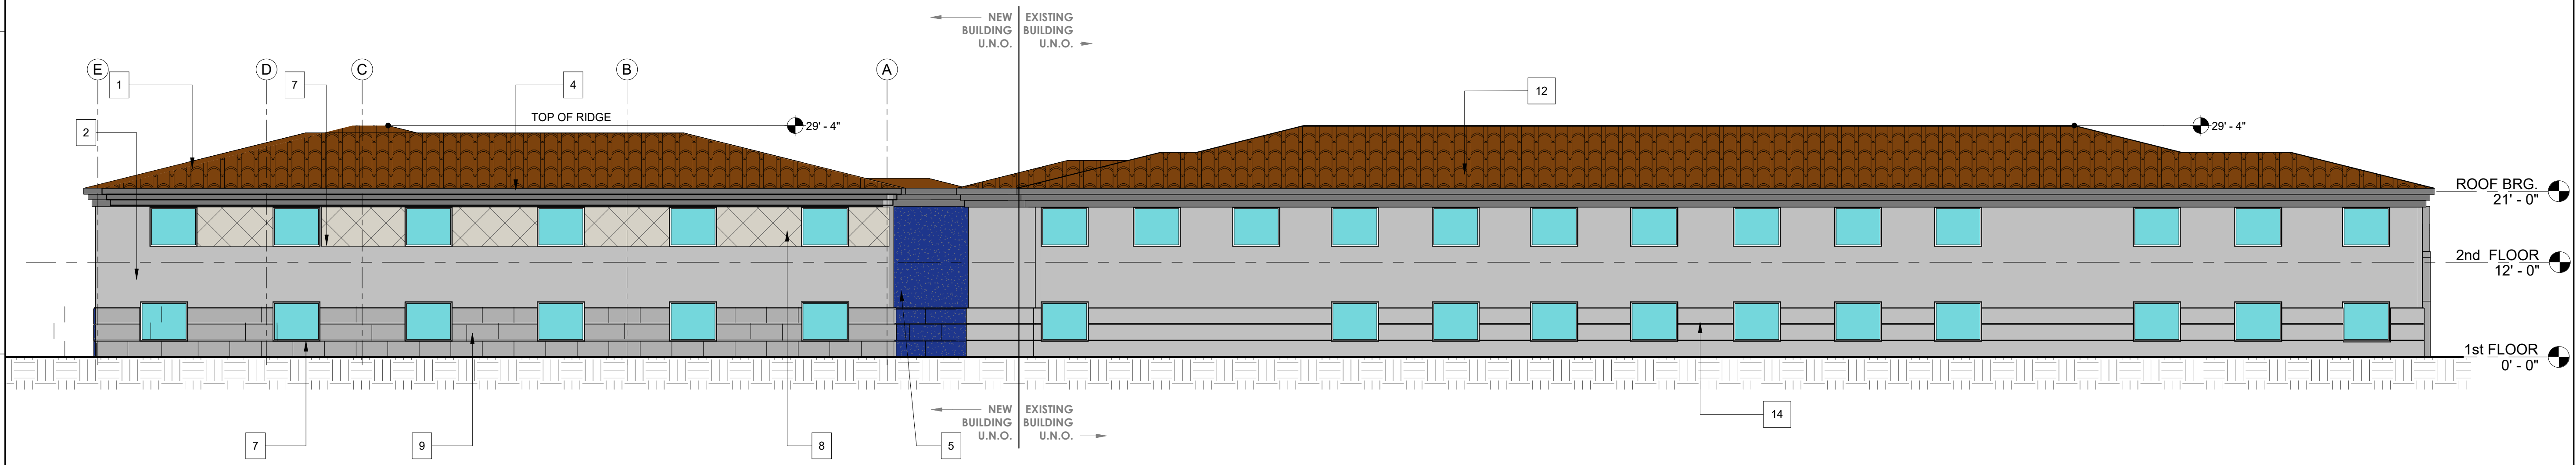 NEW EXISTING
BUILDING BUILDING
U.N.O. U.N.O.
E D C B A
1 7 4 12
2
TOP OF RIDGE
29' - 4"
29' - 4"
ROOF BRG.
21' - 0"
2nd FLOOR
12' - 0"
1st FLOOR
0' - 0"
NEW EXISTING
BUILDING BUILDING
U.N.O. U.N.O.
14
7 9 8 5